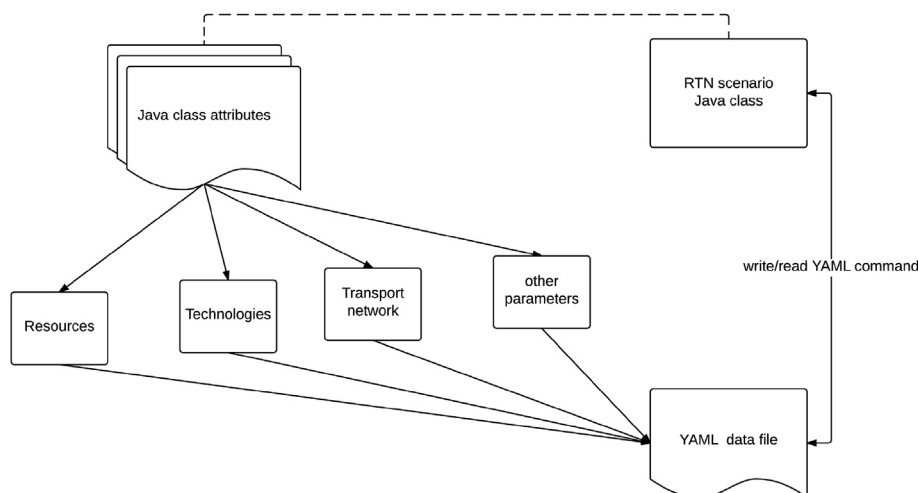 Java class attributes
RTN scenario
Java class
write/read YAML command
Resources
Technologies
Transport
network
other
parameters
YAML data file